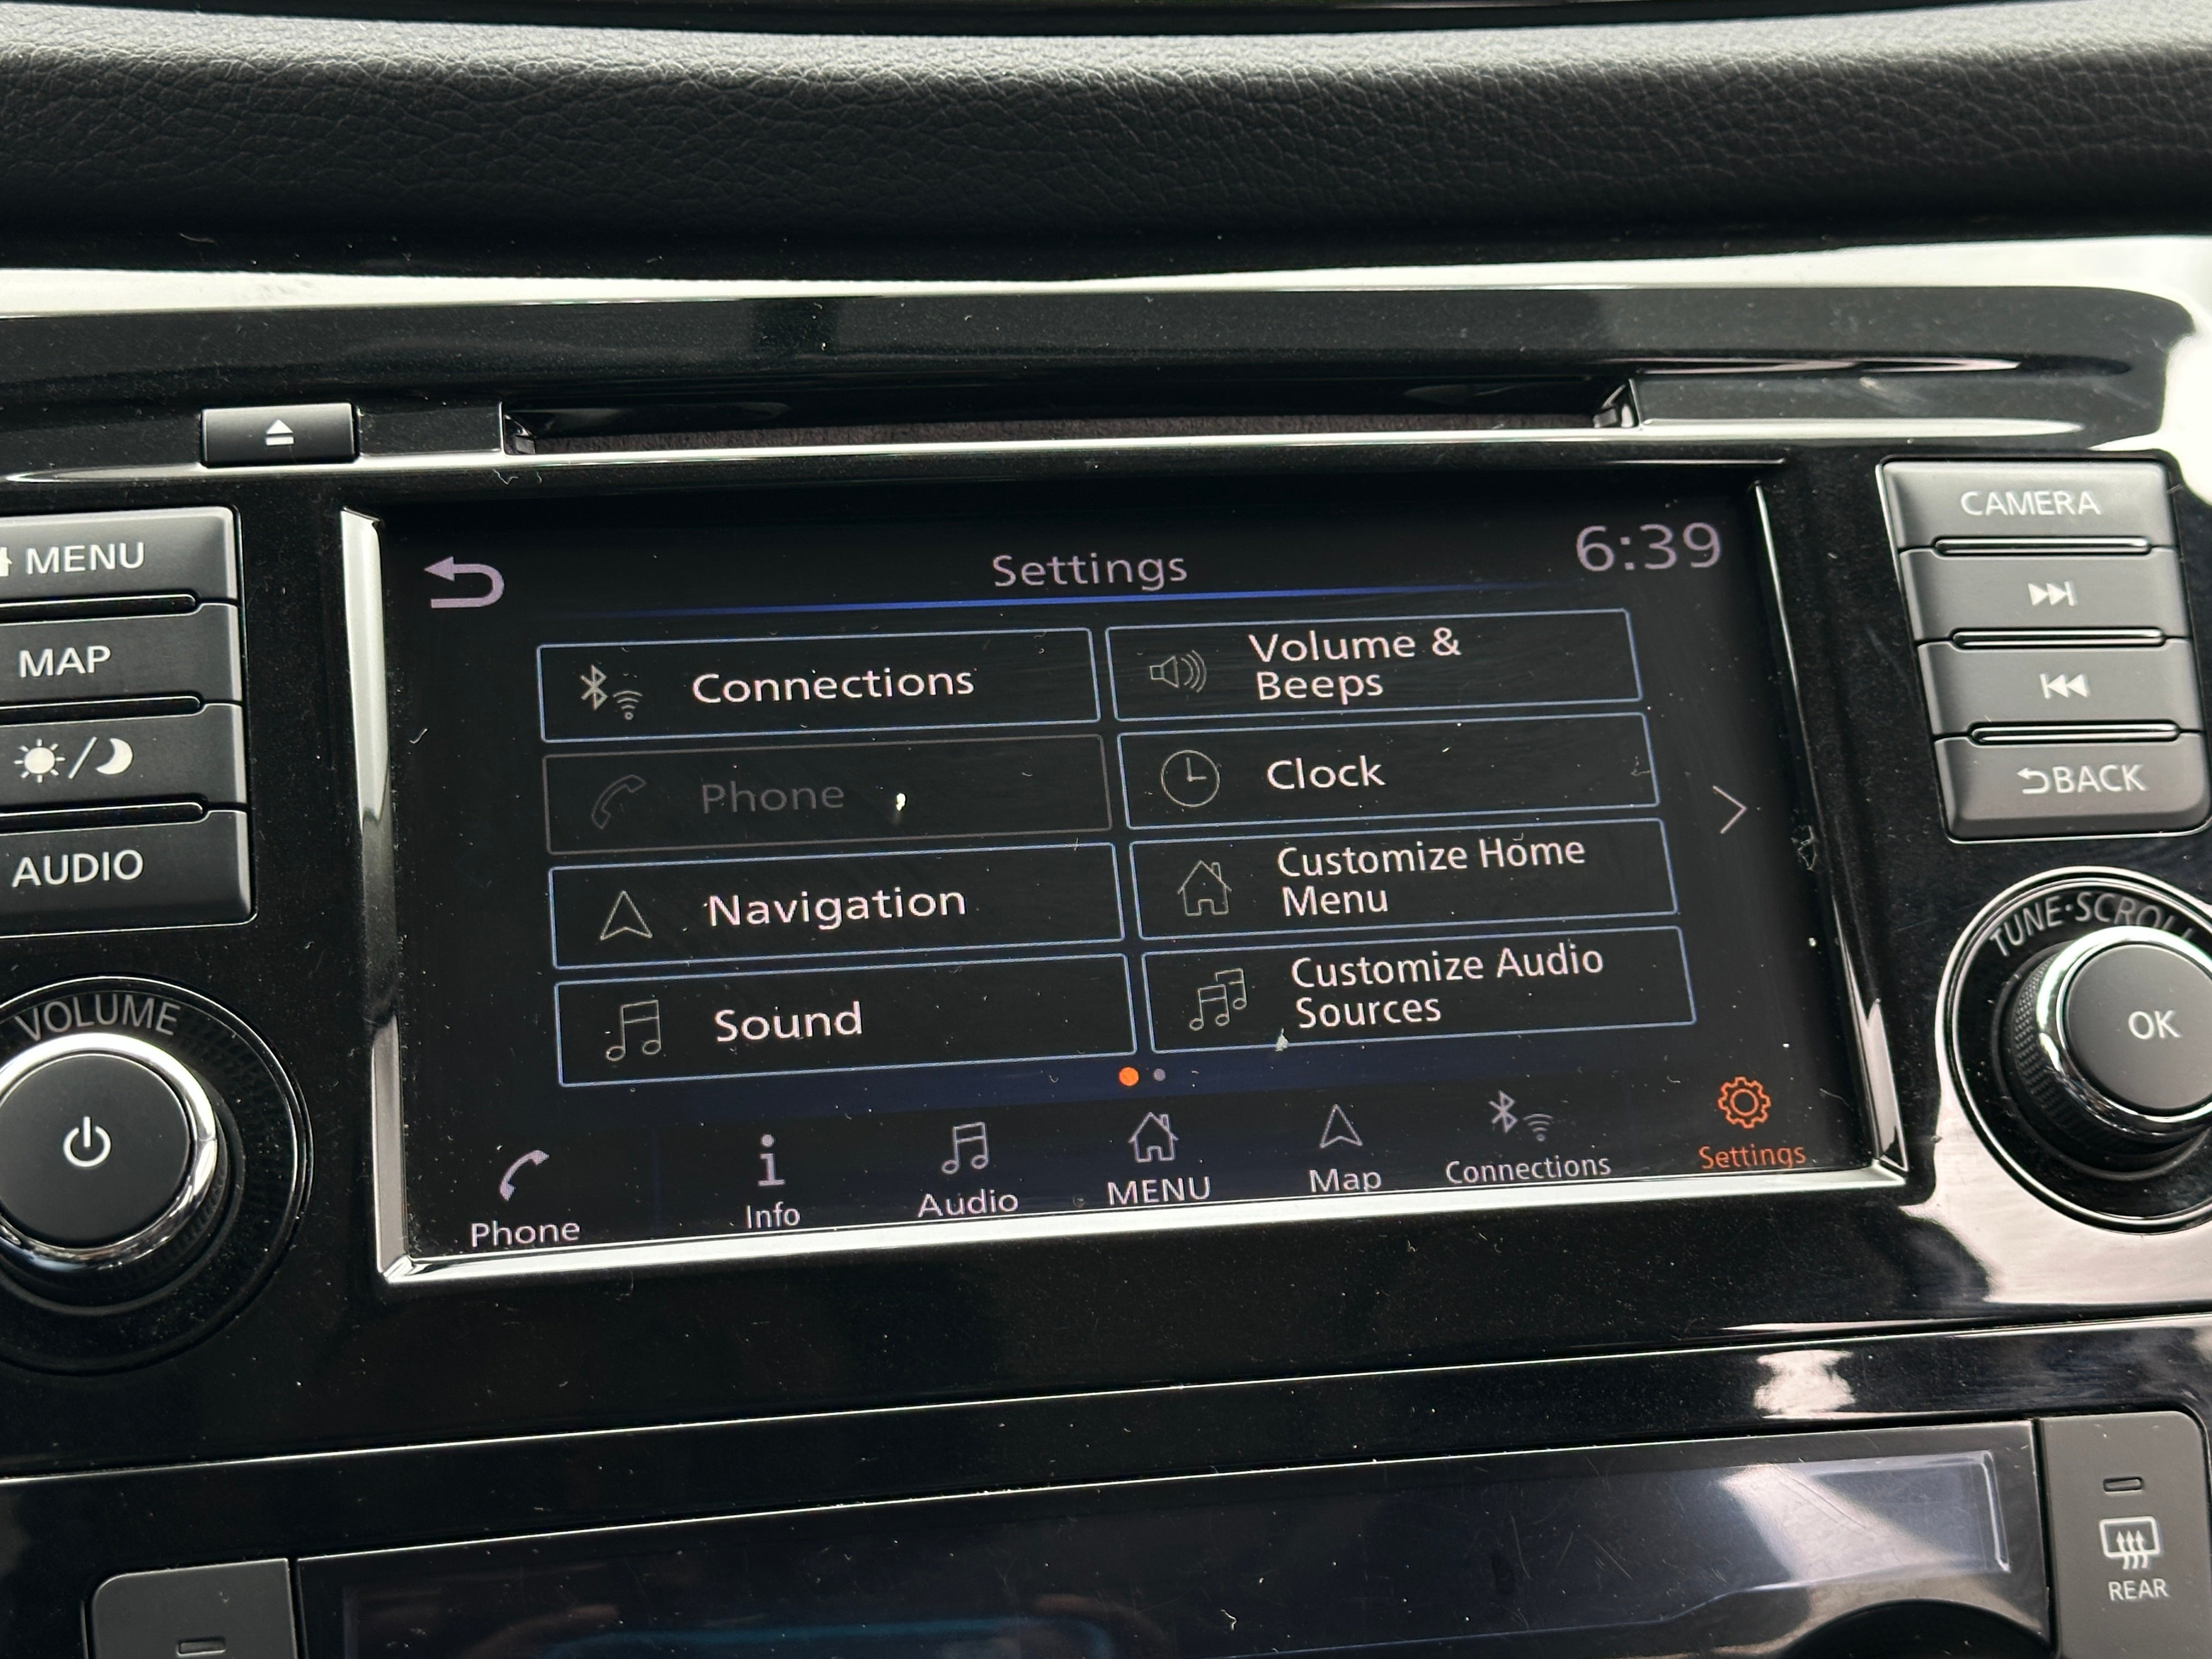 MENU
MAP
AUDIO
VOLUME
Settings
6:39
Connections
Volume &
Beeps
Phone
Clock
Navigation
Customize Home
Menu
Sound
Customize Audio
Sources
Phone
Info
Audio
MENU
Map
Connections
Settings
CAMERA
BACK
TUNE·SCROLL
OK
REAR